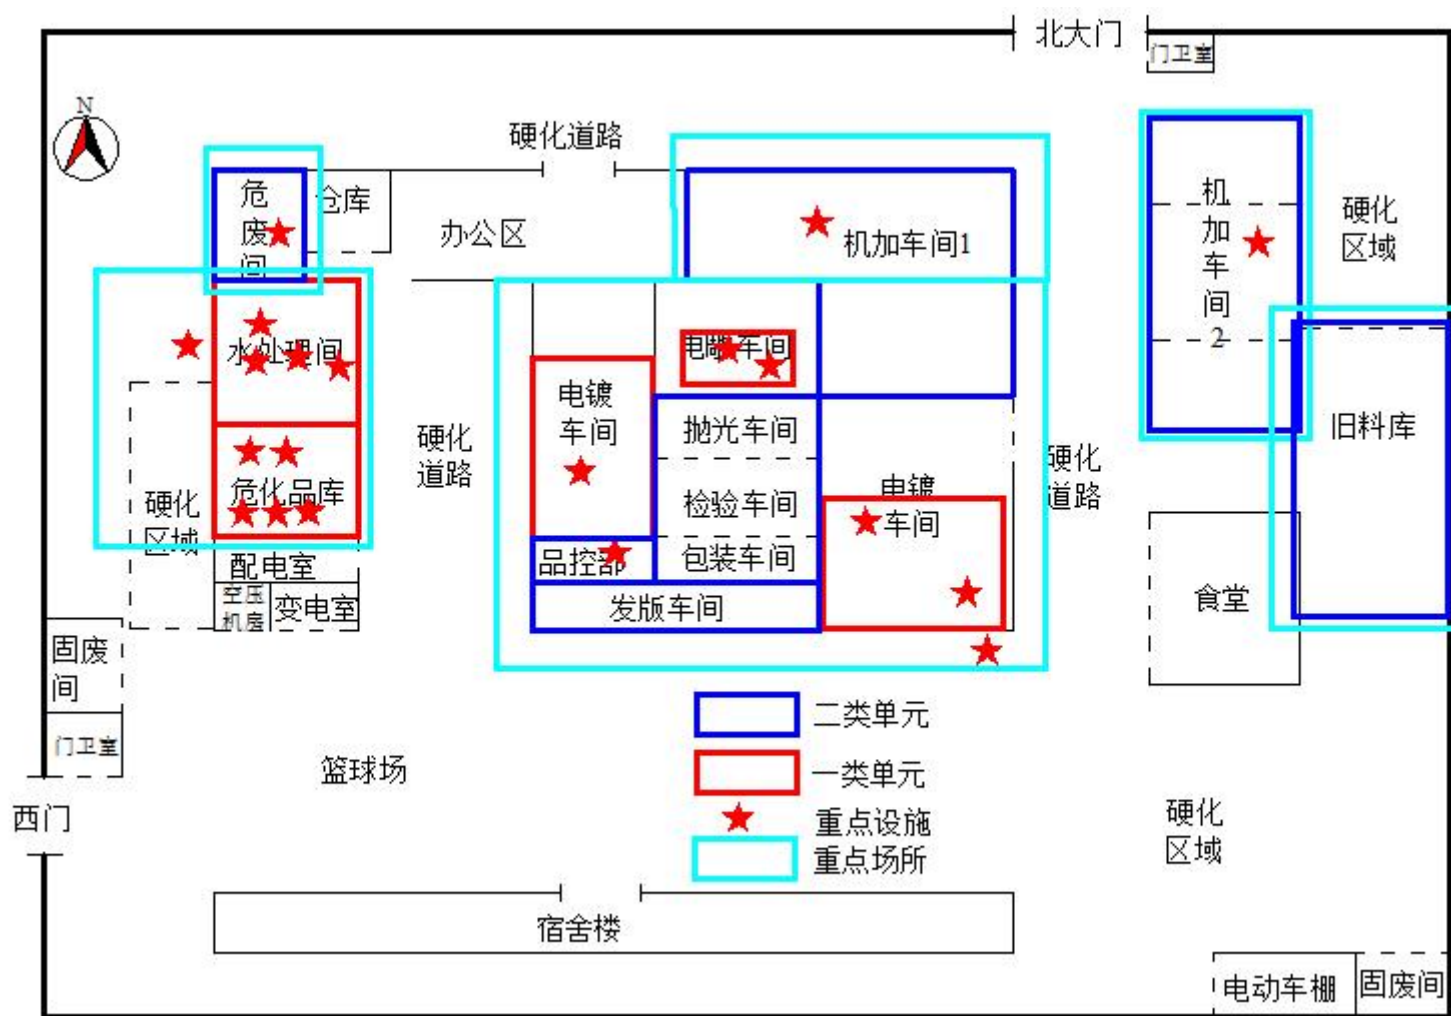 北大门
门卫室
N
硬化道路
危
废
间
仓库
办公区
机加车间1
机
加
车
间
2
硬化
区域
水处理间
电雕车间
电镀
车间
抛光车间
旧料库
硬化
道路
硬化
道路
危化品库
硬化
区域
检验车间
电镀
车间
配电室
品控部
包装车间
空压
机房
变电室
发版车间
食堂
固废
间
二类单元
门卫室
篮球场
一类单元
西门
重点设施
硬化
区域
重点场所
宿舍楼
电动车棚
固废间